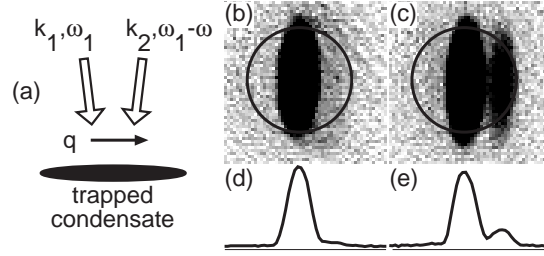 (a)
k₁,ω₁ k₂,ω₁-ω
q
trapped
condensate
(b) (c)
(d) (e)